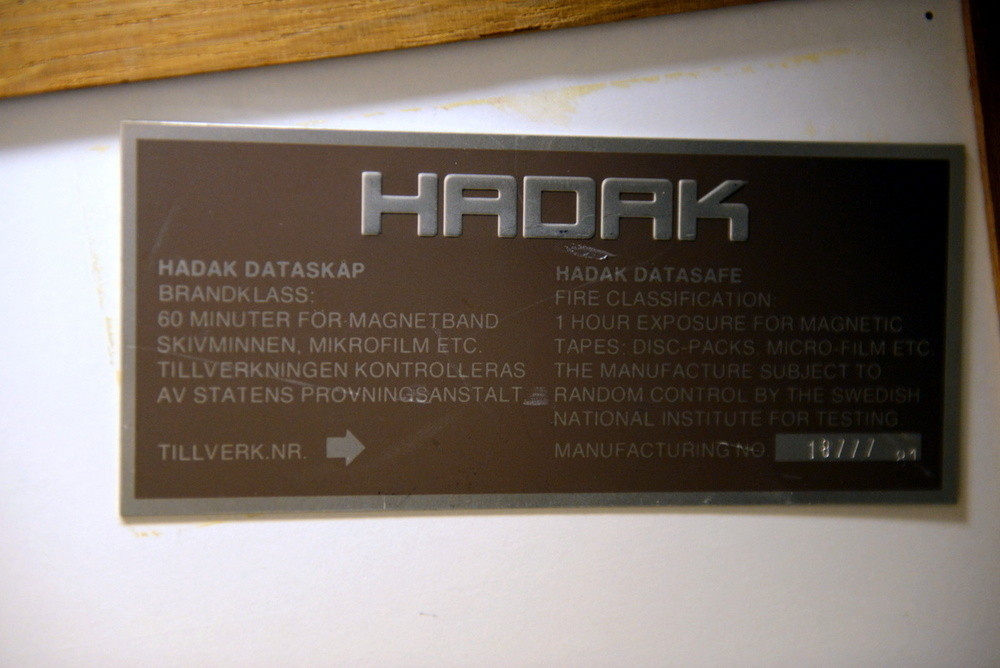 HADAK
HADAK DATASKÅP
BRANDKLASS:
60 MINUTER FÖR MAGNETBAND
SKIVMINNEN, MIKROFILM ETC.
TILLVERKNINGEN KONTROLLERAS
AV STATENS PROVNINGSANSTALT
TILLVERK.NR.
HADAK DATASAFE
FIRE CLASSIFICATION
1 HOUR EXPOSURE FOR MAGNETIC
TAPES: DISC-PACKS, MICRO-FILM ETC.
THE MANUFACTURE SUBJECT TO
RANDOM CONTROL BY THE SWEDISH
NATIONAL INSTITUTE FOR TESTING.
MANUFACTURING NO.